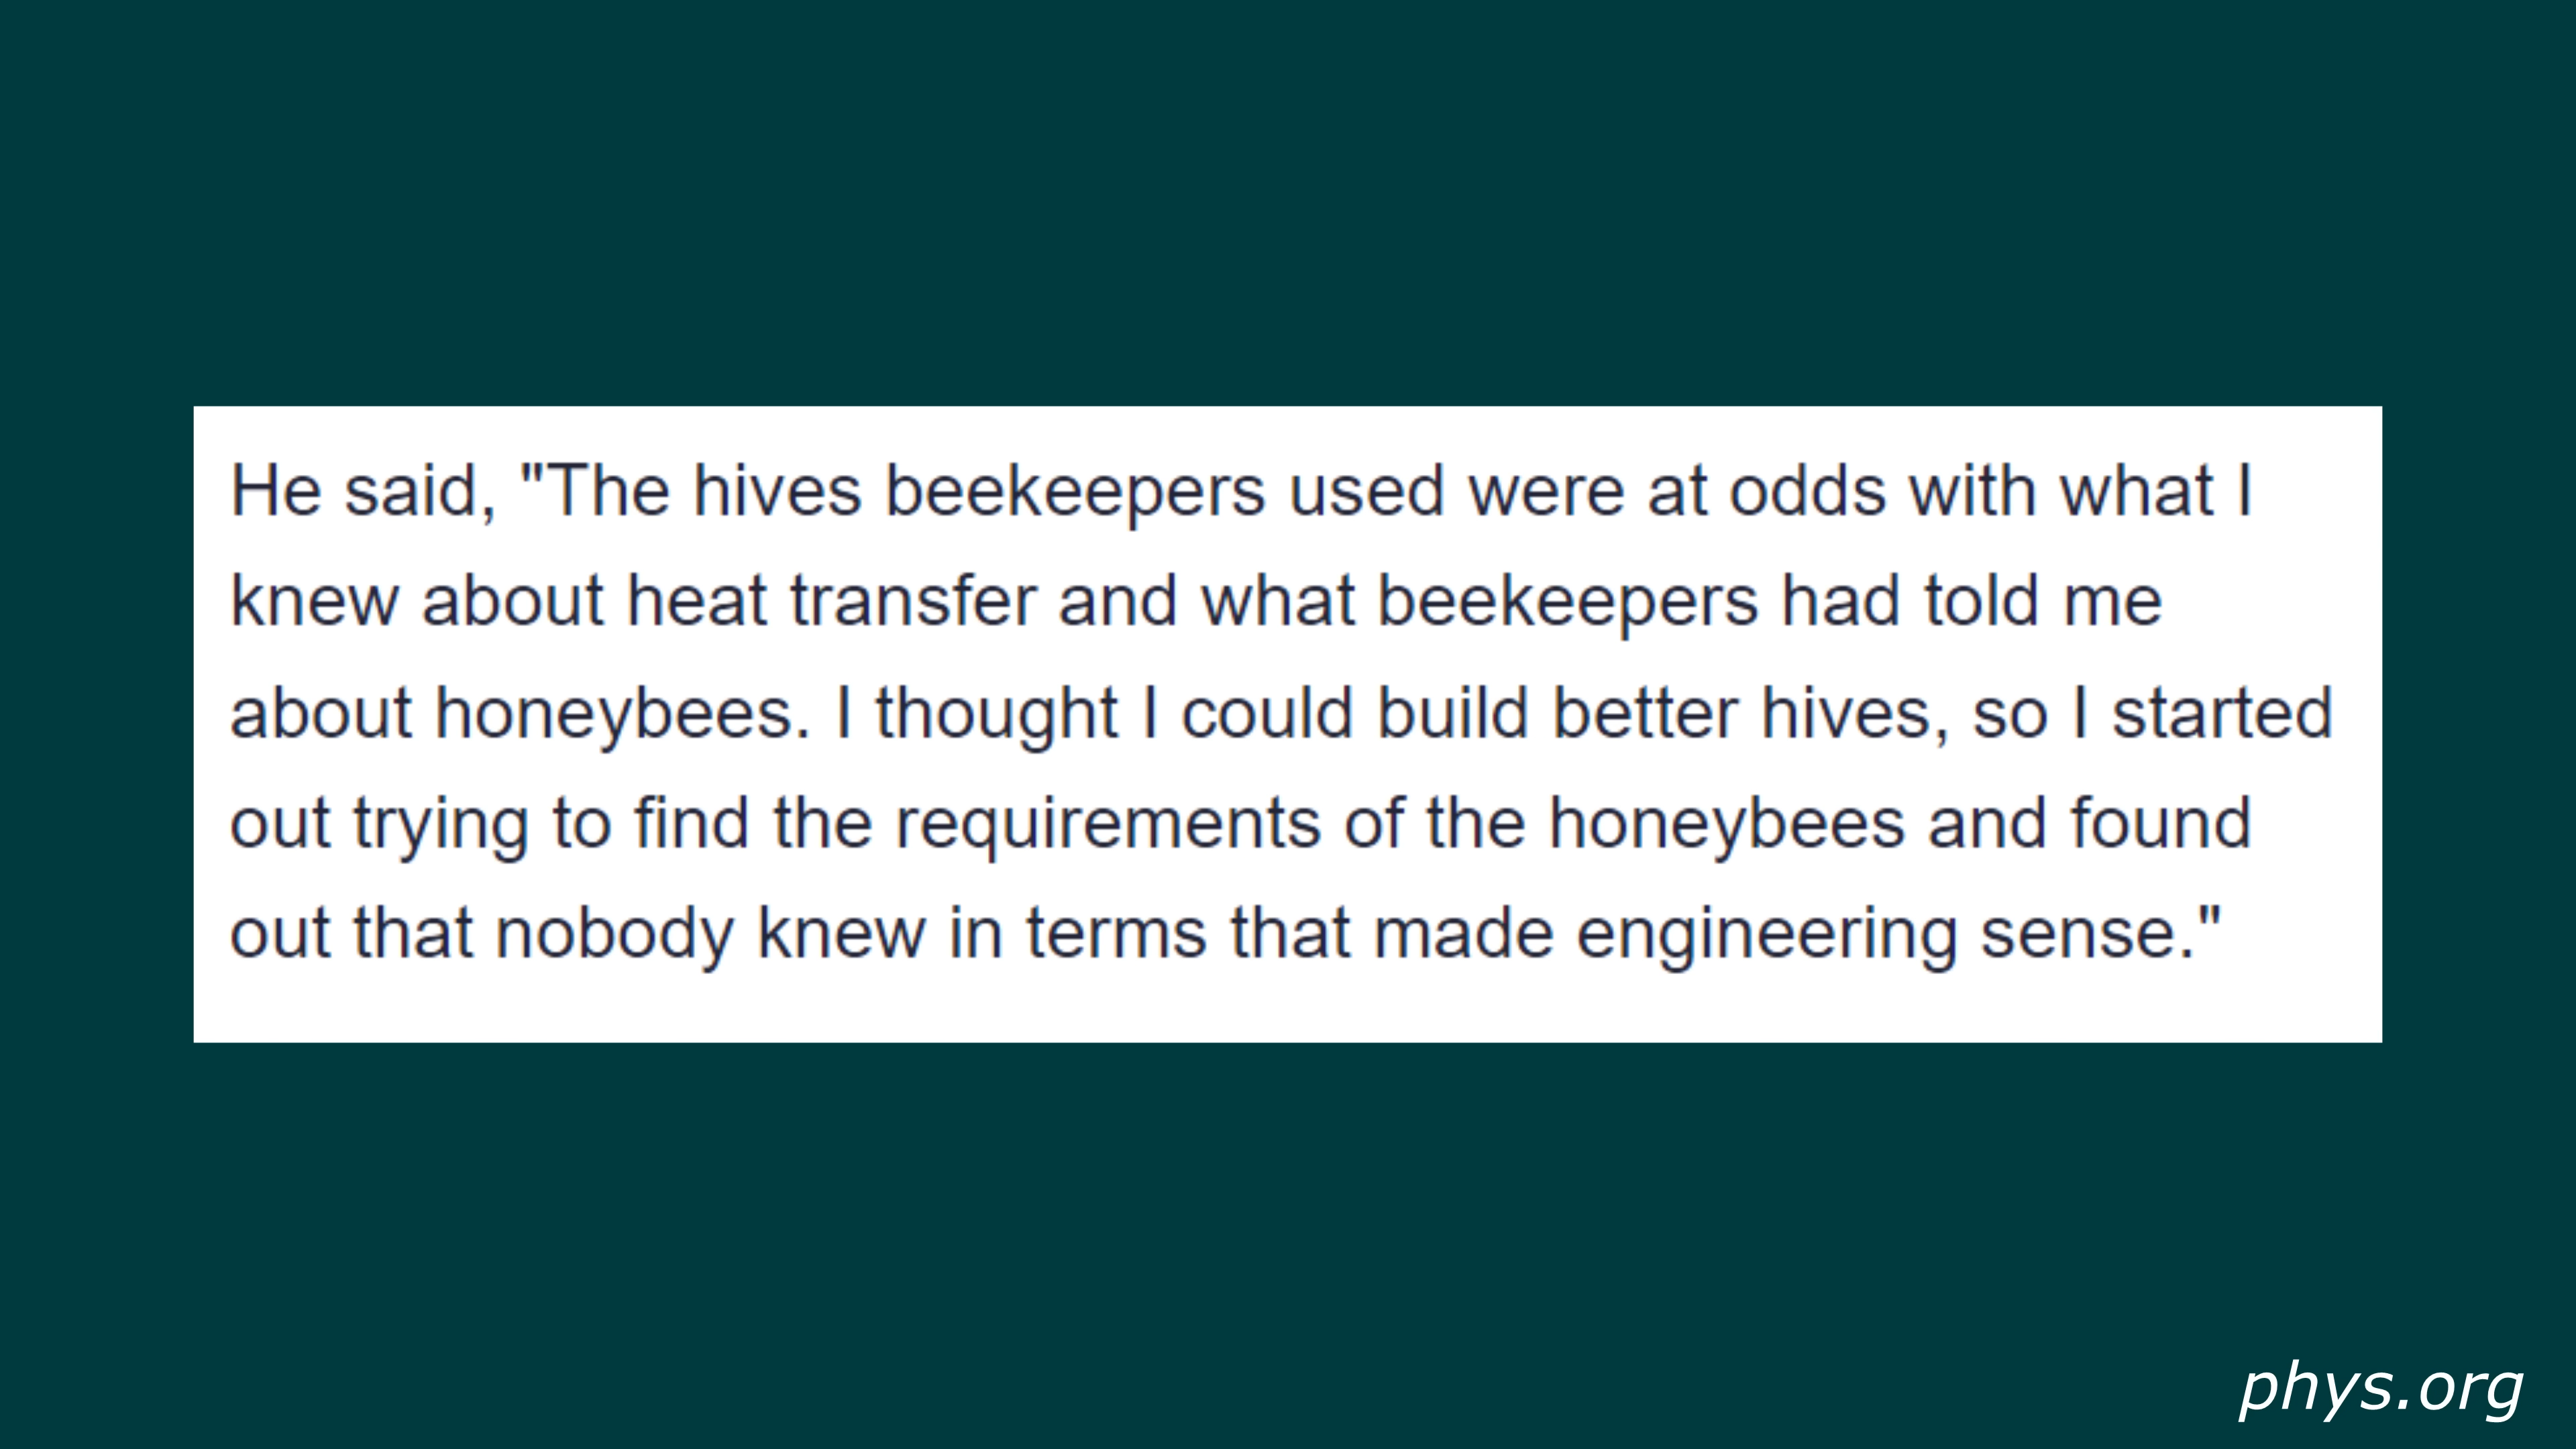 He said, "The hives beekeepers used were at odds with what I
knew about heat transfer and what beekeepers had told me
about honeybees. I thought I could build better hives, so I started
out trying to find the requirements of the honeybees and found
out that nobody knew in terms that made engineering sense."
phys.org